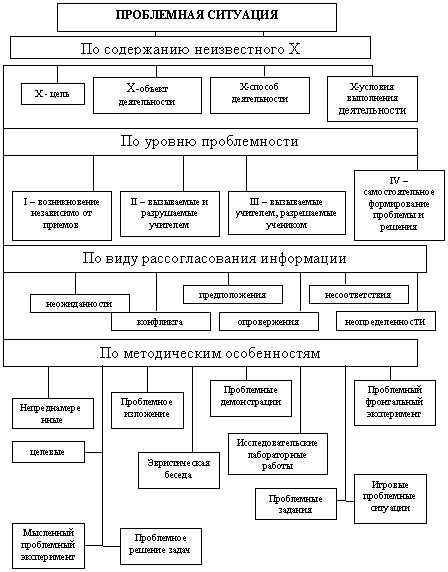 ПРОБЛЕМНАЯ СИТУАЦИЯ
По содержанию неизвестного X
X - цель
X-объект
деятельности
X-способ
деятельности
X-условия
выполнения
деятельности
По уровню проблемности
I – возникновение
независимо от
приемов
II – вызываемые и
разрушаемые
учителем
III – вызываемые
учителем, разрешаемые
учеником
IV –
самостоятельное
формирование
проблемы и
решения
По виду рассогласования информации
неожиданности
конфликта
предположения
опровержения
несоответствия
неопределенности
По методическим особенностям
Непреднамере
нные
Проблемное
изложение
Проблемные
демонстрации
Проблемный
фронтальный
эксперимент
целевые
Эвристическая
беседа
Исследовательские
лабораторные
работы
Проблемные
задания
Игровые
проблемные
ситуации
Мысленный
проблемный
эксперимент
Проблемное
решение задач